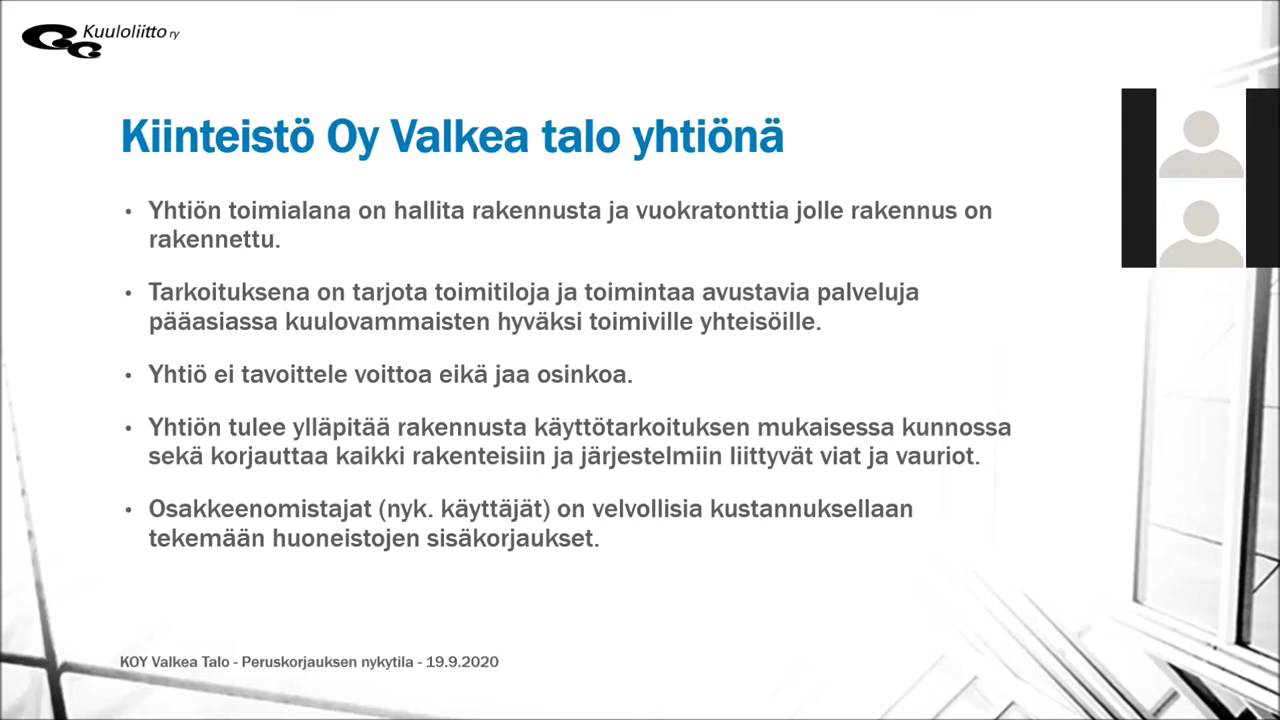 Kuuloliitto ry
Kiinteistö Oy Valkea talo yhtiönä
• Yhtiön toimialana on hallita rakennusta ja vuokratonttia jolle rakennus on
rakennettu.
• Tarkoituksena on tarjota toimitiloja ja toimintaa avustavia palveluja
pääasiassa kuulovammaisten hyväksi toimiville yhteisöille.
• Yhtiö ei tavoittele voittoa eikä jaa osinkoa.
• Yhtiön tulee ylläpitää rakennusta käyttötarkoituksen mukaisessa kunnossa
sekä korjauttaa kaikki rakenteisiin ja järjestelmiin liittyvät viat ja vauriot.
• Osakkeenomistajat (nyk. käyttäjät) on velvollisia kustannuksellaan
tekemään huoneistojen sisäkorjaukset.
KOY Valkea Talo - Peruskorjauksen nykytila - 19.9.2020